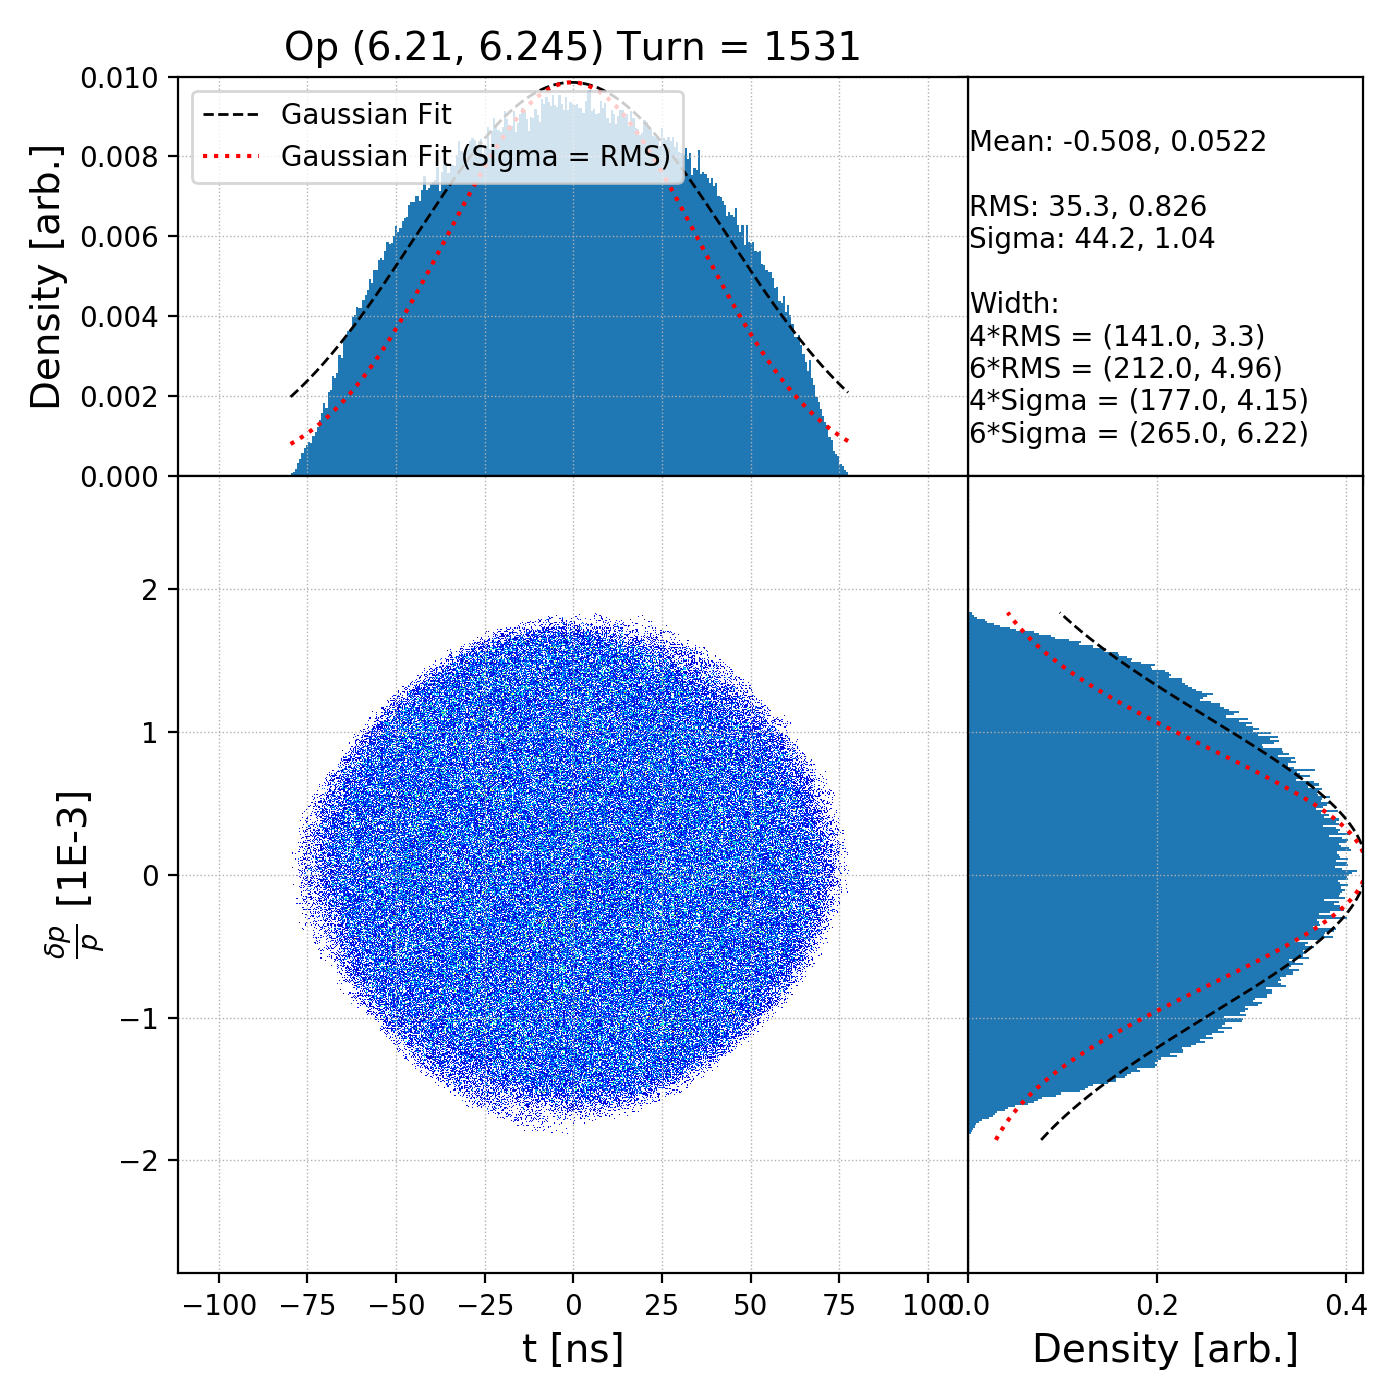 Op (6.21, 6.245) Turn = 1531
0.010
0.008
0.006
0.004
0.002
0.000
Density [arb.]
Gaussian Fit
Gaussian Fit (Sigma = RMS)
Mean: -0.508, 0.0522
RMS: 35.3, 0.826
Sigma: 44.2, 1.04
Width:
4*RMS = (141.0, 3.3)
6*RMS = (212.0, 4.96)
4*Sigma = (177.0, 4.15)
6*Sigma = (265.0, 6.22)
2
1
0
−1
−2
δp/p [1E-3]
−100 −75 −50 −25 0 25 50 75 100
t [ns]
0.0 0.2 0.4
Density [arb.]